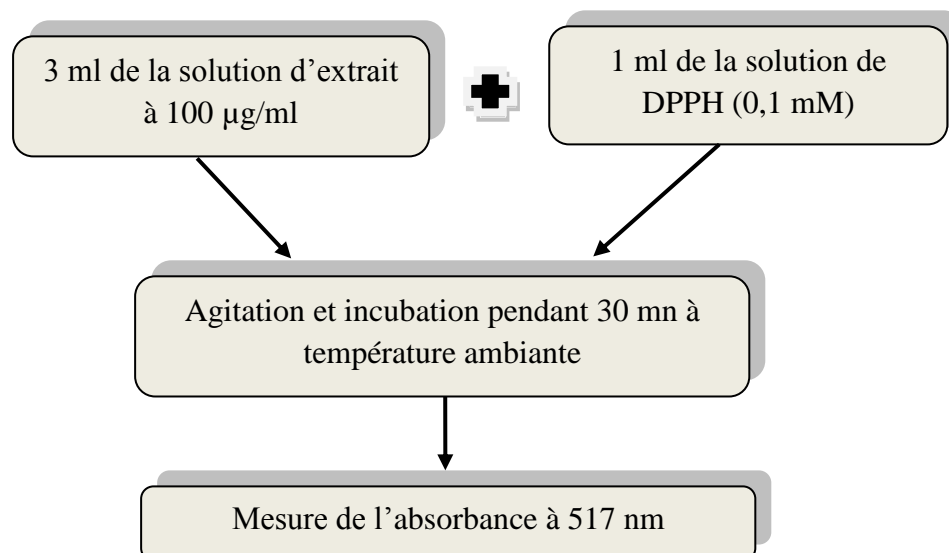 3 ml de la solution d’extrait
à 100 µg/ml
1 ml de la solution de
DPPH (0,1 mM)
Agitation et incubation pendant 30 mn à
température ambiante
Mesure de l’absorbance à 517 nm